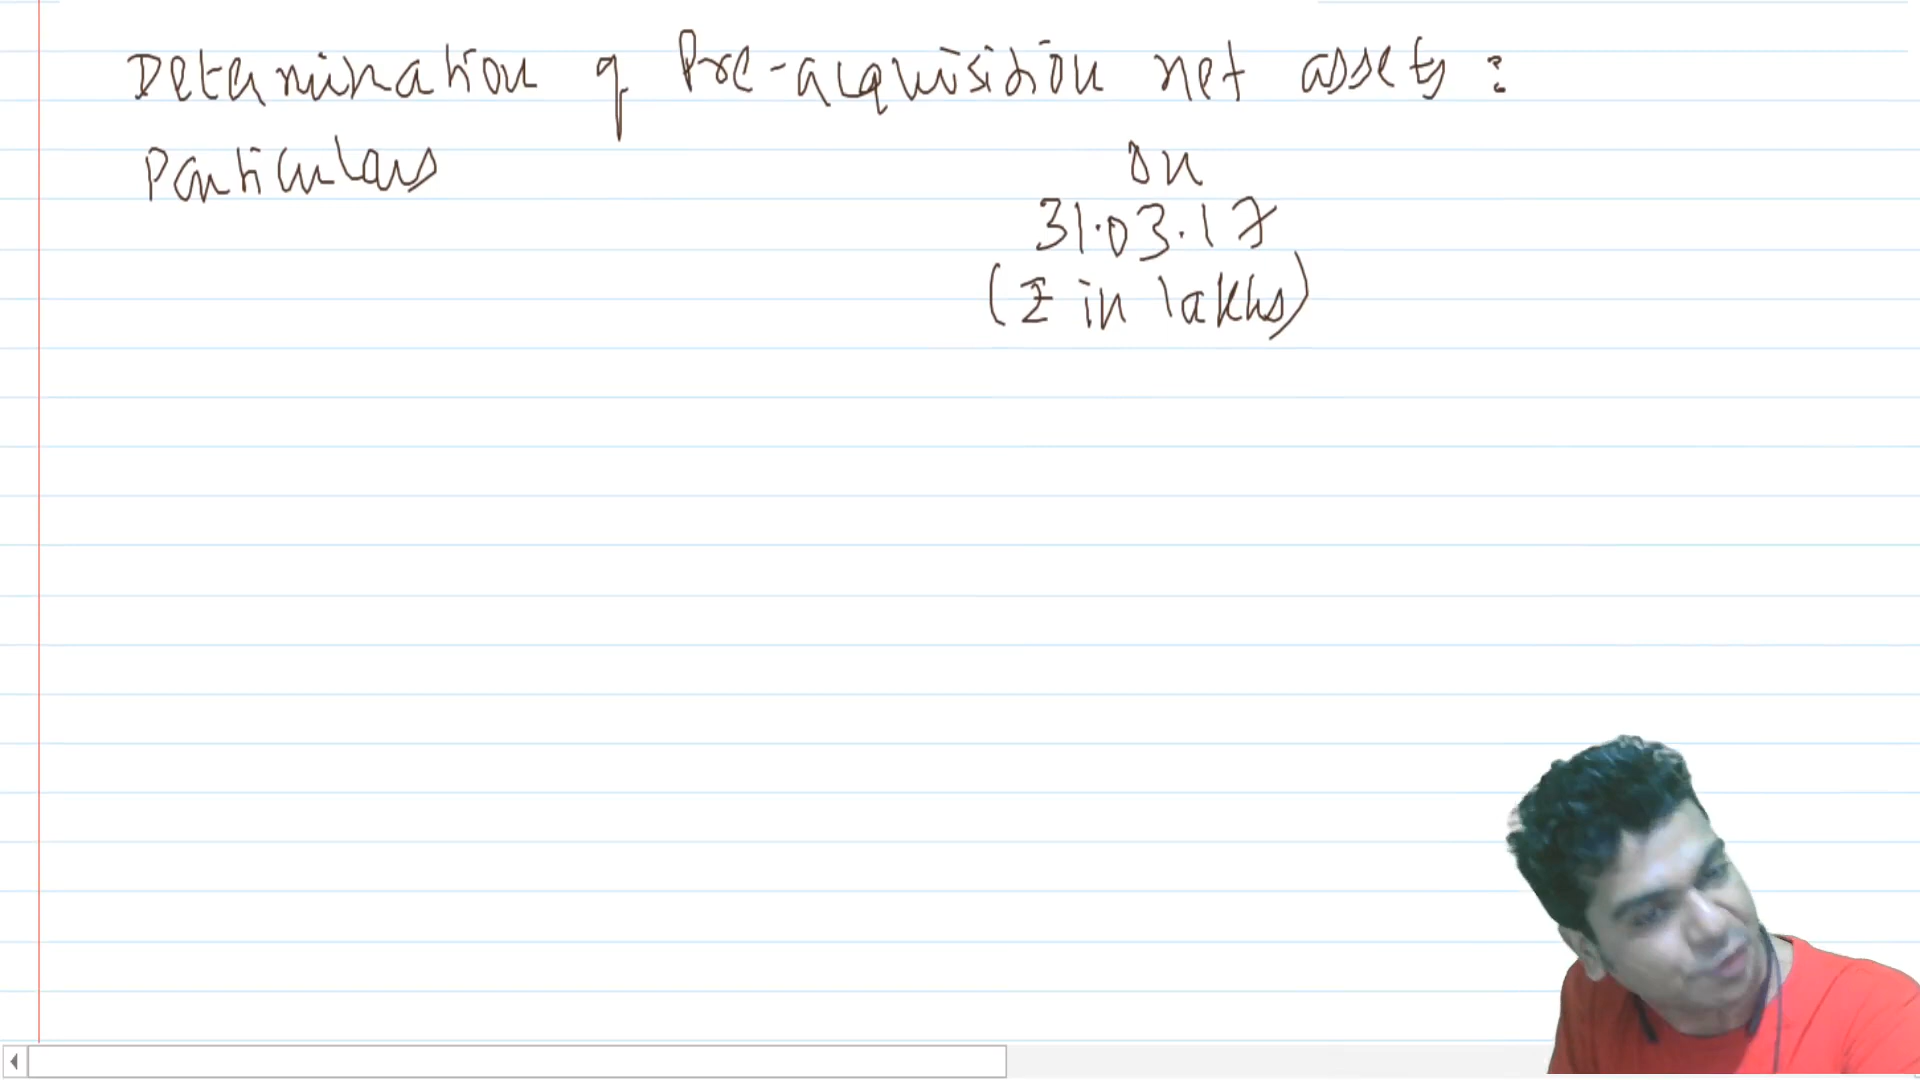 Determination of Pre-acquisition net assets :
Particulars
on
31.03.17
(₹ in lakhs)